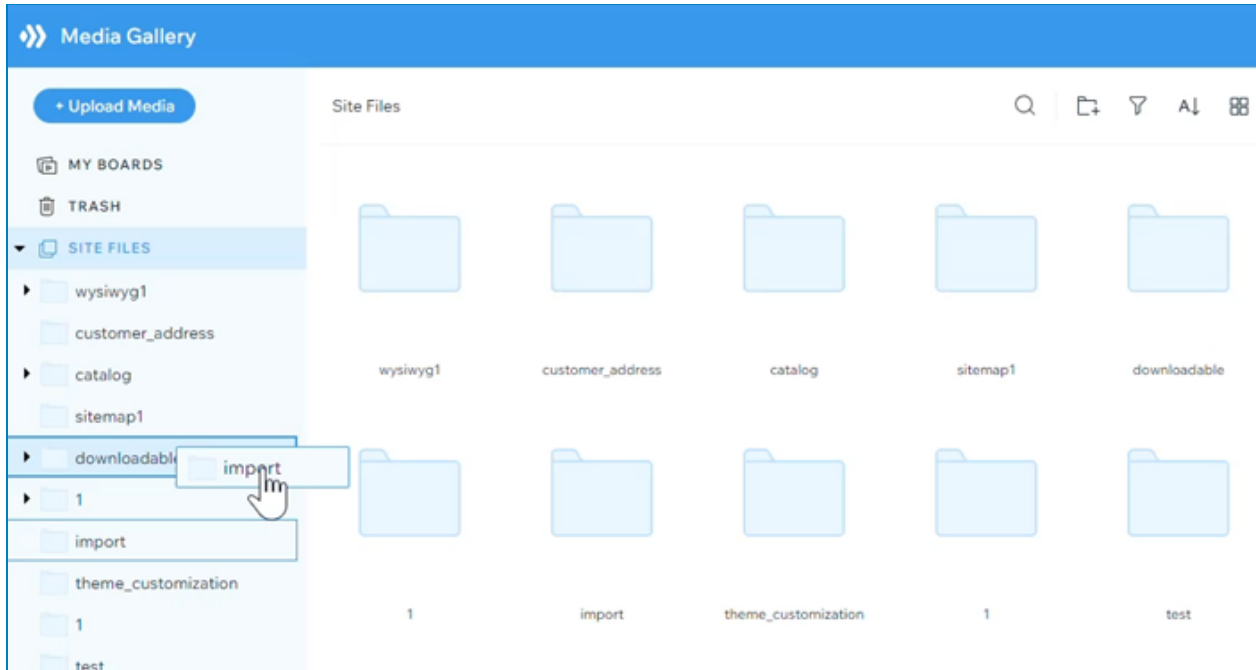 Media Gallery
+ Upload Media
MY BOARDS
TRASH
SITE FILES
wysiwyg1
customer_address
catalog
sitemap1
downloadable
import
1
import
theme_customization
1
test
Site Files
A
wysiwyg1 customer_address catalog sitemap1 downloadable
1 import theme_customization 1 test